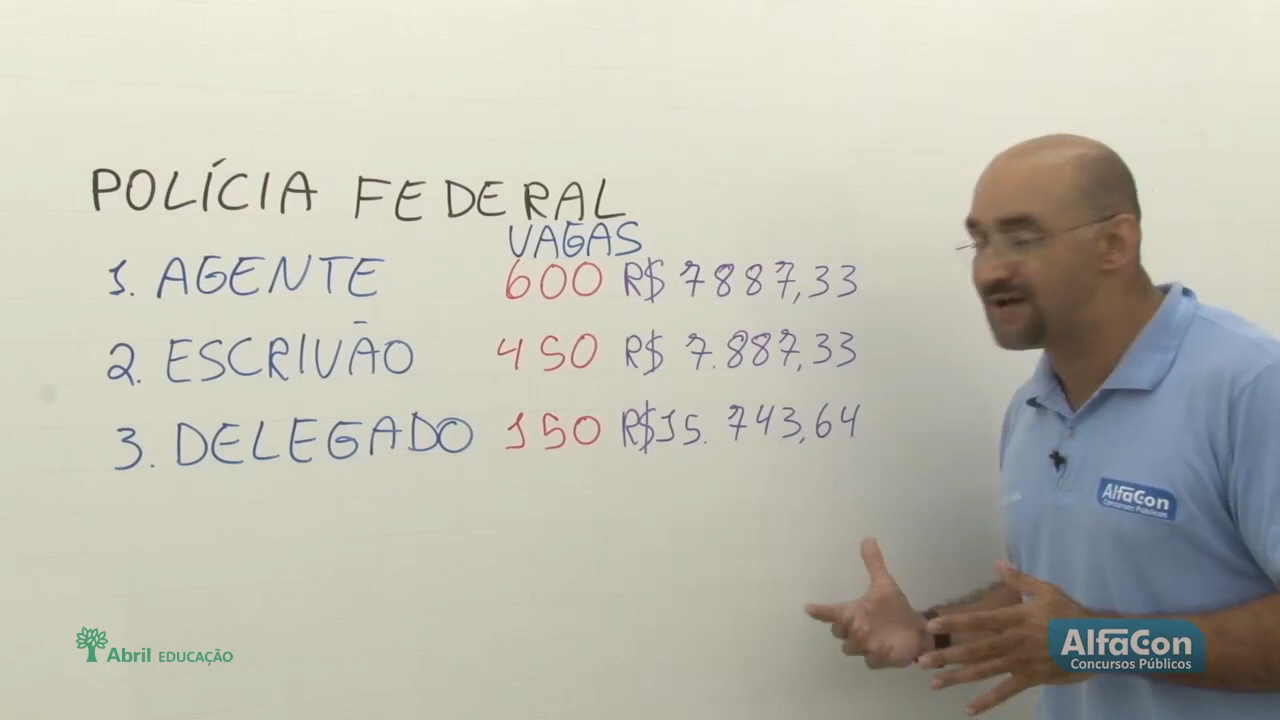 POLÍCIA FEDERAL
VAGAS
1. AGENTE 600 R$ 7887,33
2. ESCRIVÃO 450 R$ 7.887,33
3. DELEGADO 150 R$15.743,64
AlfaCon
Concursos Públicos
Abril EDUCAÇÃO
AlfaCon
Concursos Públicos